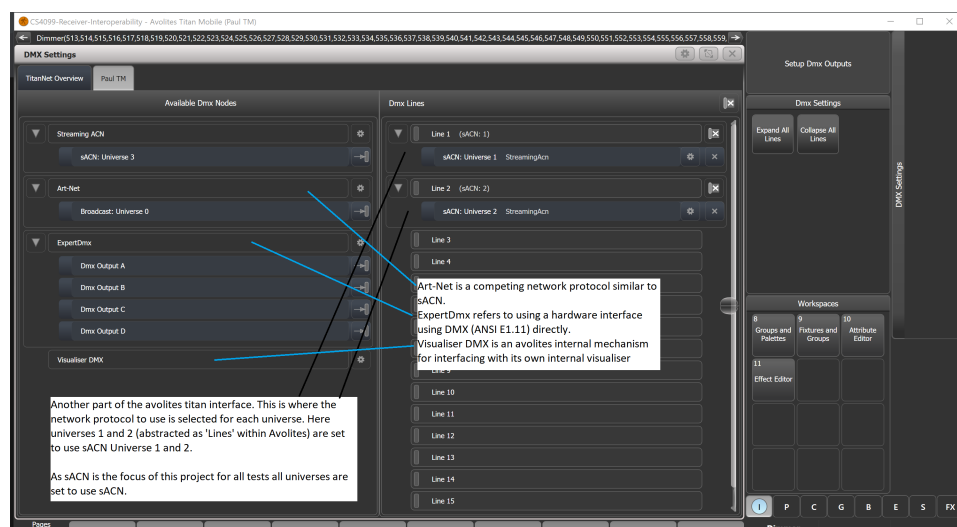 CS4099-Receiver-Interoperability - Avolites Titan Mobile (Paul TM)
Dimmer(513,514,515,516,517,518,519,520,521,522,523,524,525,526,527,528,529,530,531,532,533,534,535,536,537,538,539,540,541,542,543,544,545,546,547,548,549,550,551,552,553,554,555,556,557,558,559,
DMX Settings
TitanNet Overview
Paul TM
Available Dmx Nodes
Dmx Lines
Streaming ACN
sACN: Universe 3
Art-Net
Broadcast: Universe 0
ExpertDmx
Dmx Output A
Dmx Output B
Dmx Output C
Dmx Output D
Visualiser DMX
Line 1 (sACN: 1)
sACN: Universe 1 StreamingAcn
Line 2 (sACN: 2)
sACN: Universe 2 StreamingAcn
Line 3
Line 4
Art-Net is a competing network protocol similar to
sACN.
ExpertDmx refers to using a hardware interface
using DMX (ANSI E1.11) directly.
Visualiser DMX is an avolites internal mechanism
for interfacing with its own internal visualiser
Line 10
Line 11
Line 12
Line 13
Line 14
Line 15
Another part of the avolites titan interface. This is where the
network protocol to use is selected for each universe. Here
universes 1 and 2 (abstracted as 'Lines' within Avolites) are set
to use sACN Universe 1 and 2.
As sACN is the focus of this project for all tests all universes are
set to use sACN.
Setup Dmx Outputs
Dmx Settings
Expand All
Lines
Collapse All
Lines
DMX Settings
Workspaces
8
Groups and
Palettes
9
Fixtures and
Groups
10
Attribute
Editor
11
Effect Editor
I P C G B E S FX
Pages